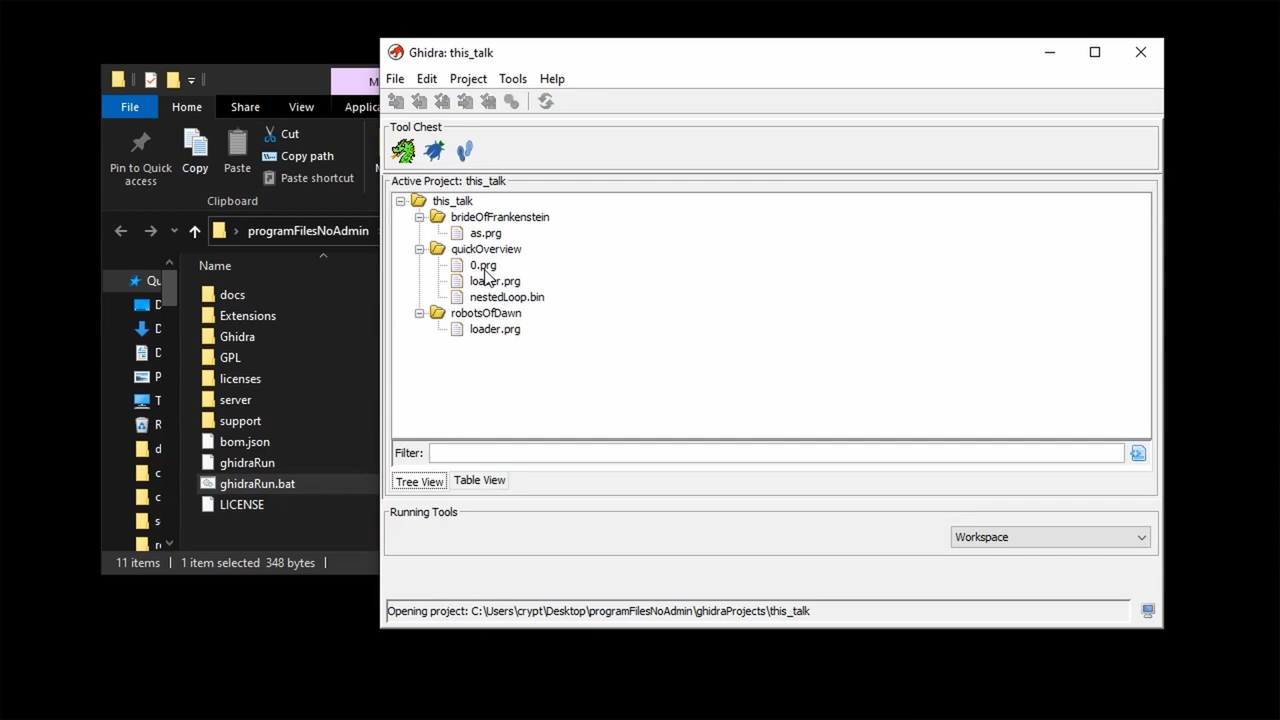 File
Home
Share
View
Pin to Quick access
Copy
Paste
Cut
Copy path
Paste shortcut
Clipboard
programFilesNoAdmin
Name
docs
Extensions
Ghidra
GPL
licenses
server
support
bom.json
ghidraRun
ghidraRun.bat
LICENSE
11 items
1 item selected 348 bytes
Ghidra: this_talk
File Edit Project Tools Help
Tool Chest
Active Project: this_talk
this_talk
brideOfFrankenstein
as.prg
quickOverview
0.prg
loader.prg
nestedLoop.bin
robotsOfDawn
loader.prg
Filter:
Tree View
Table View
Running Tools
Workspace
Opening project: C:\Users\crypt\Desktop\programFilesNoAdmin\ghidraProjects\this_talk